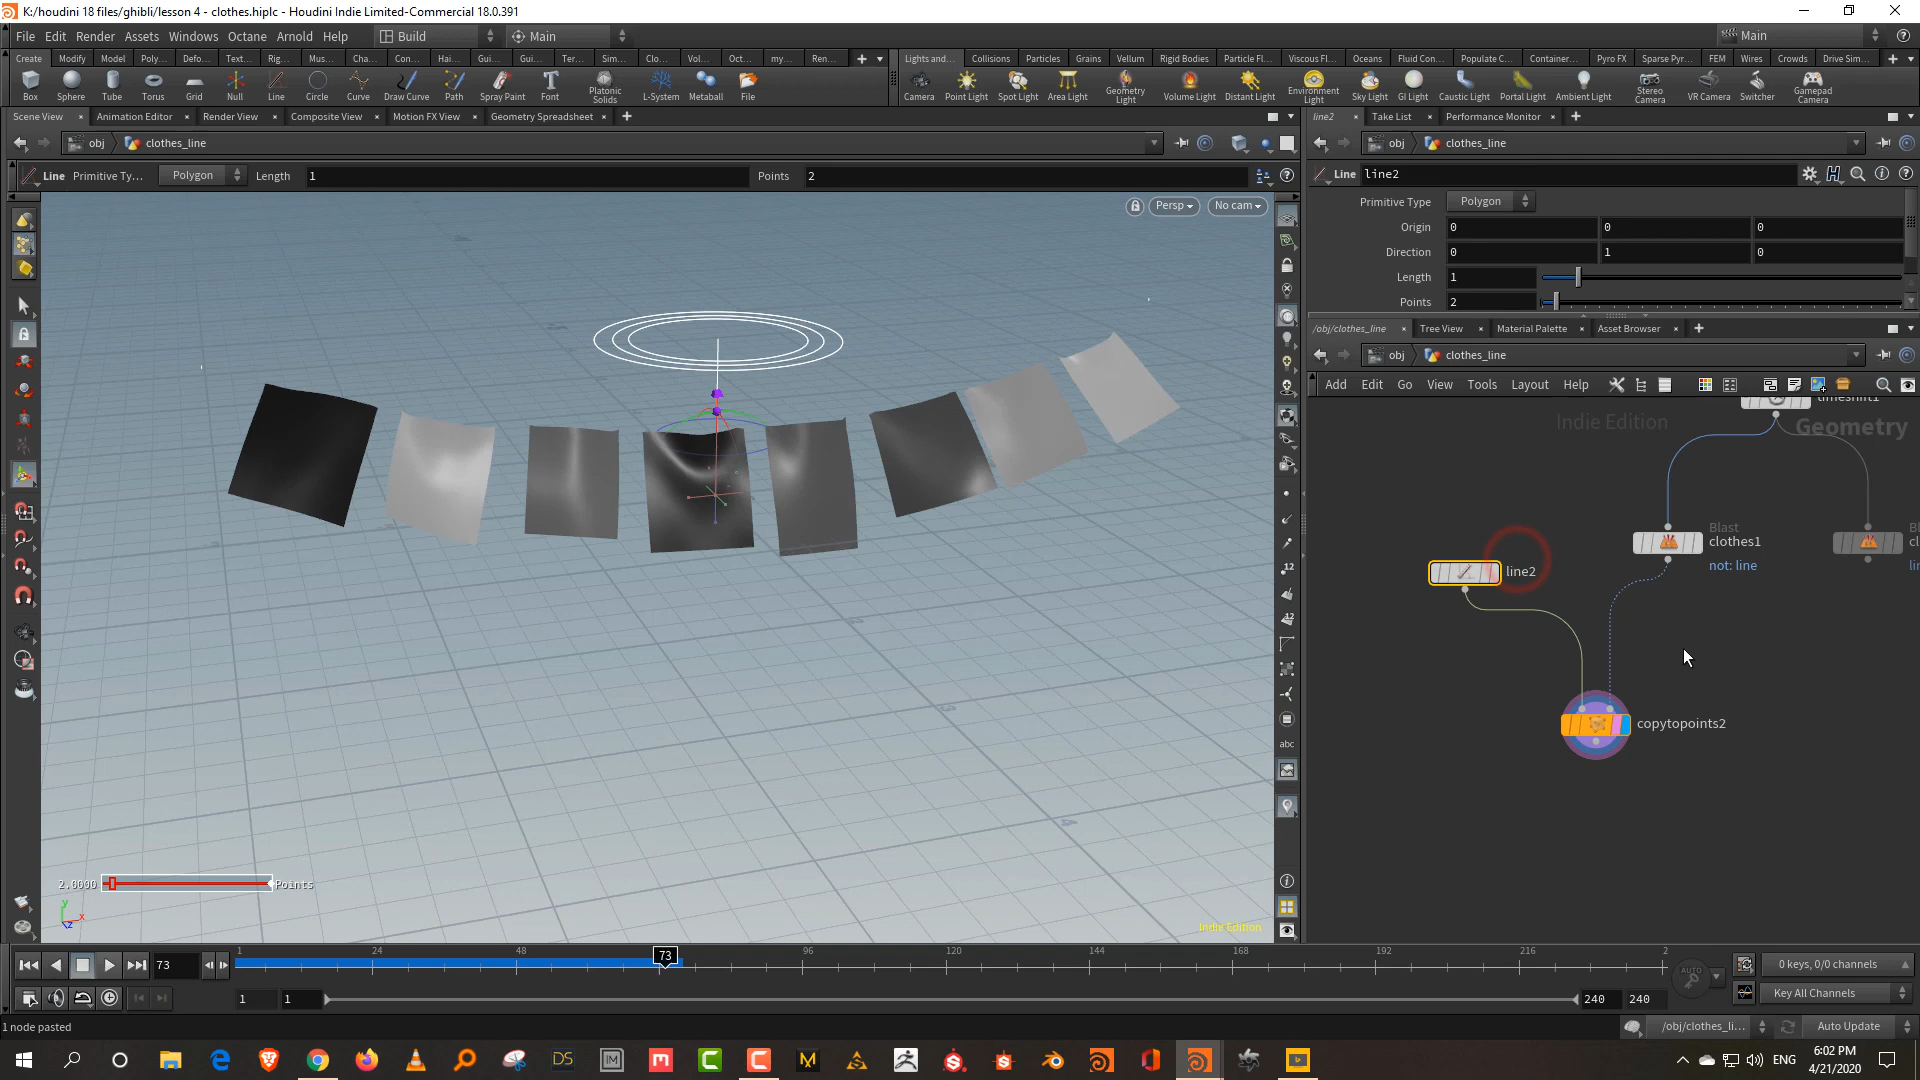 K:/houdini 18 files/ghibli/lesson 4 - clothes.hiplc - Houdini Indie Limited-Commercial 18.0.391
File Edit Render Assets Windows Octane Arnold Help Build Main Main
Create Modify Model Poly... Defo... Text... Rig... Mus... Cha... Con... Hai... Gui... Gui... Ter... Sim... Clo... Vol... Oct... my... Ren...
Lights and... Collisions Particles Grains Vellum Rigid Bodies Particle Fl... Viscous Fl... Oceans Fluid Con... Populate C... Container... Pyro FX Sparse Pyr... FEM Wires Crowds Drive Sim...
Box Sphere Tube Torus Grid Null Line Circle Curve Draw Curve Path Spray Paint Font Platonic Solids L-System Metaball File
Camera Point Light Spot Light Area Light Geometry Light Volume Light Distant Light Environment Light Sky Light GI Light Caustic Light Portal Light Ambient Light Stereo Camera VR Camera Switcher Gamepad Camera
Scene View Animation Editor Render View Composite View Motion FX View Geometry Spreadsheet
line2 Take List Performance Monitor
obj clothes_line
obj clothes_line
Line Primitive Ty... Polygon Length 1 Points 2
Line line2
Primitive Type Polygon
Origin 0 0 0
Direction 0 1 0
Length 1
Points 2
Persp No cam
/obj/clothes_line Tree View Material Palette Asset Browser
obj clothes_line
Add Edit Go View Tools Layout Help
Indie Edition
Geometry
timeshift1
Blast
clothes1
not: line
line2
copytopoints2
12
12
abc
2.0000 Points
y
x
z
Indie Edition
1 24 48 73 96 120 144 168 192 216 2
73
AUTO
0 keys, 0/0 channels
1 1 240 240
Key All Channels
1 node pasted
/obj/clothes_li... Auto Update
DS
ENG
6:02 PM
4/21/2020